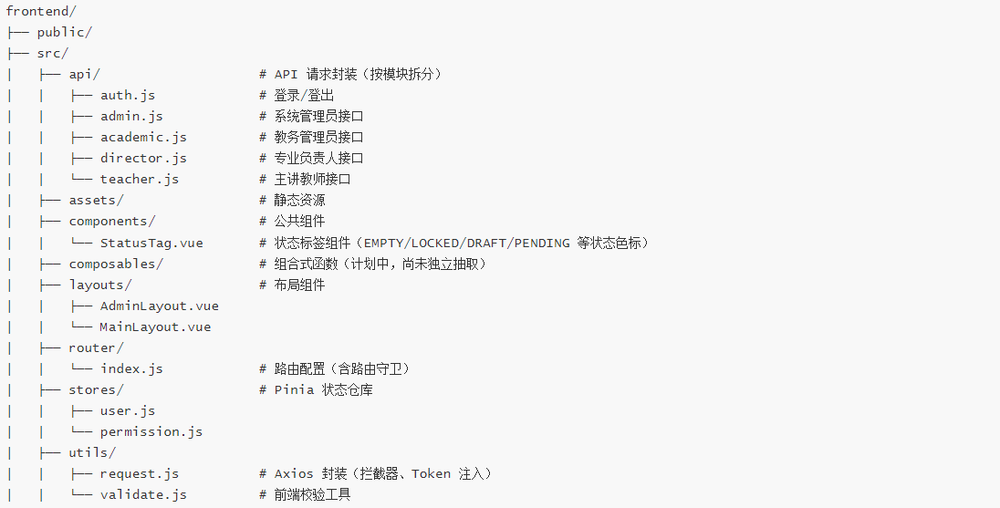 frontend/
├── public/
├── src/
│   ├── api/                    # API 请求封装（按模块拆分）
│   │   ├── auth.js             # 登录/登出
│   │   ├── admin.js            # 系统管理员接口
│   │   ├── academic.js         # 教务管理员接口
│   │   ├── director.js         # 专业负责人接口
│   │   └── teacher.js          # 主讲教师接口
│   ├── assets/                 # 静态资源
│   ├── components/             # 公共组件
│   │   └── StatusTag.vue       # 状态标签组件（EMPTY/LOCKED/DRAFT/PENDING 等状态色标）
│   ├── composables/            # 组合式函数（计划中，尚未独立抽取）
│   ├── layouts/                # 布局组件
│   │   ├── AdminLayout.vue
│   │   └── MainLayout.vue
│   ├── router/
│   │   └── index.js            # 路由配置（含路由守卫）
│   ├── stores/                 # Pinia 状态仓库
│   │   ├── user.js
│   │   └── permission.js
│   ├── utils/
│   │   ├── request.js          # Axios 封装（拦截器、Token 注入）
│   │   └── validate.js         # 前端校验工具